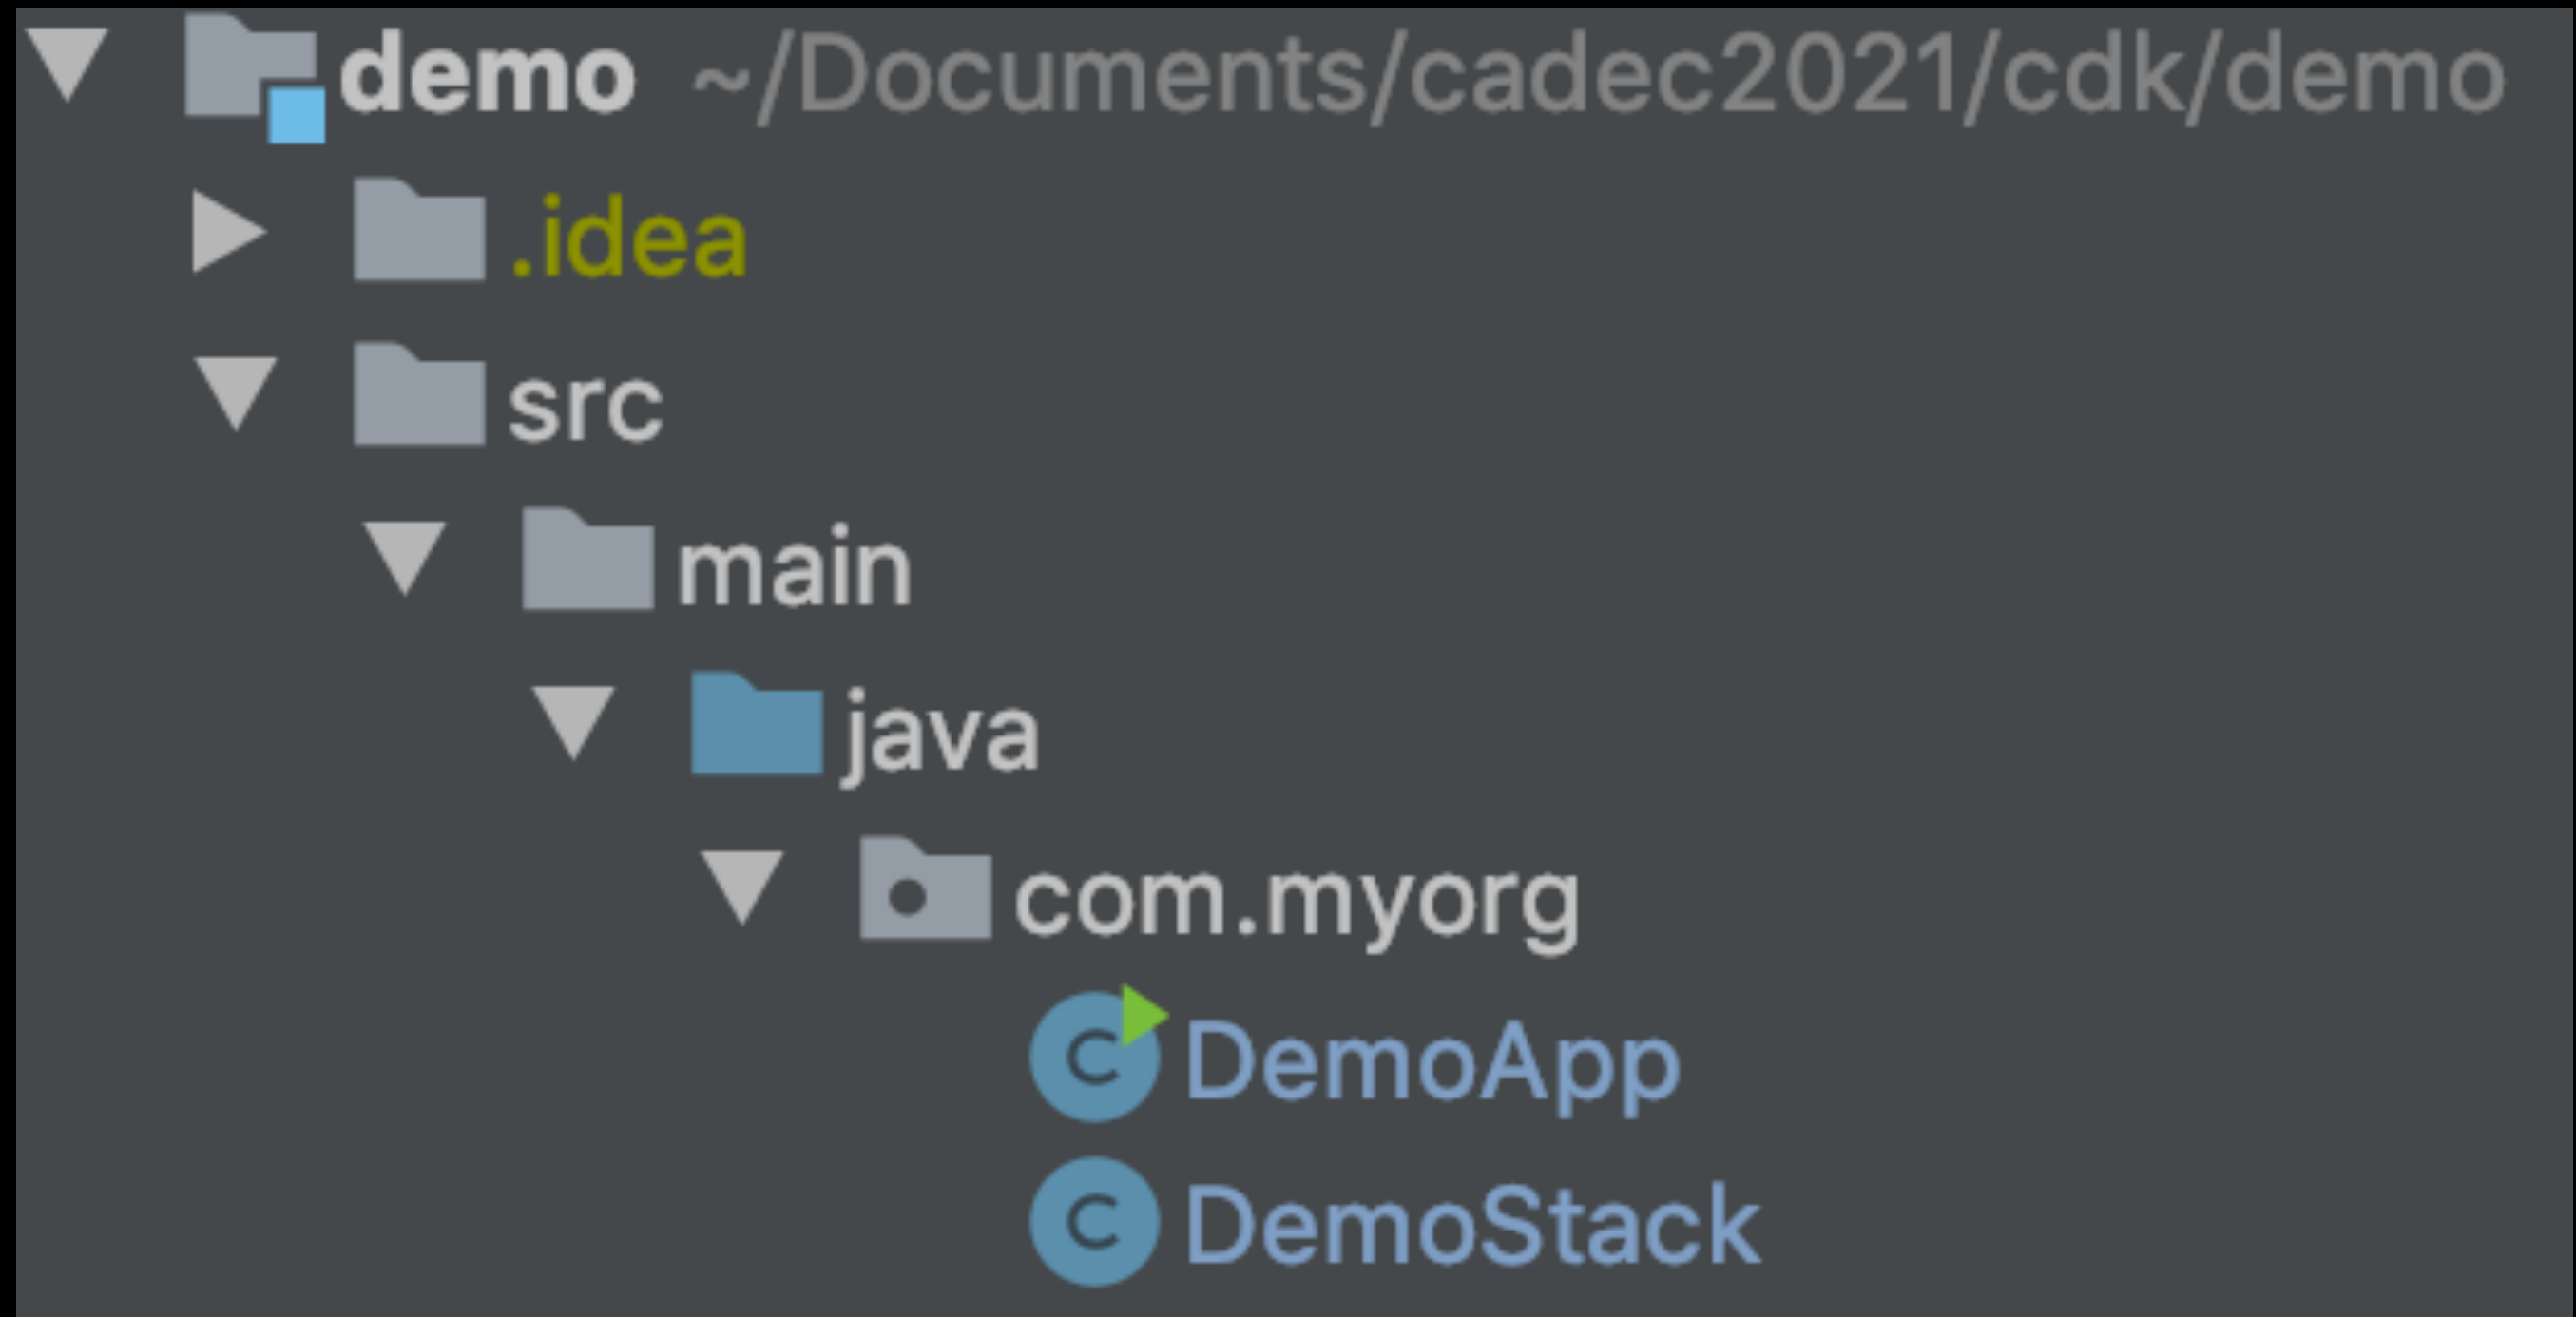 demo ~/Documents/cadec2021/cdk/demo
.idea
src
main
java
com.myorg
C DemoApp
C DemoStack